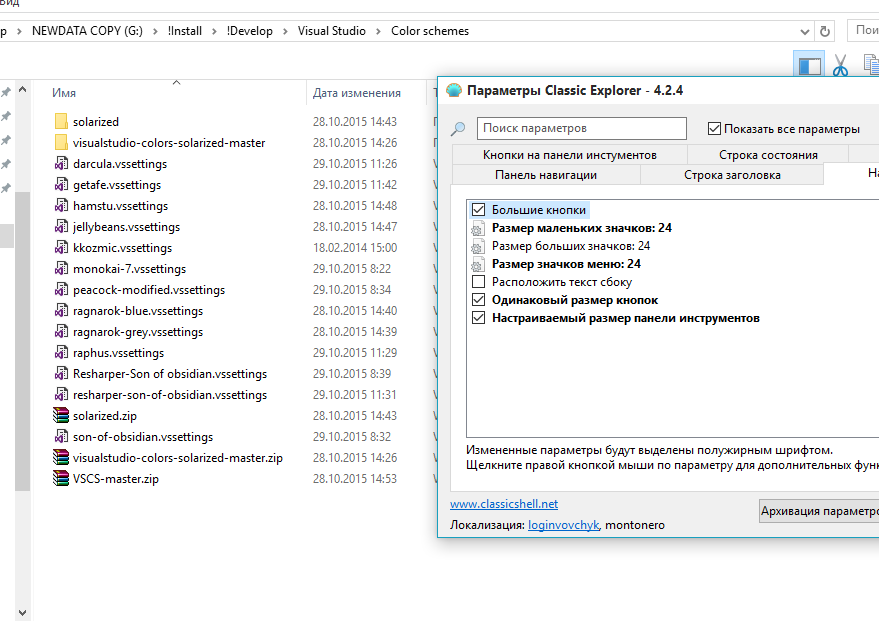 Вид
NEWDATA COPY (G:) > !Install > !Develop > Visual Studio > Color schemes
Имя
Дата изменения
solarized 28.10.2015 14:43
visualstudio-colors-solarized-master 28.10.2015 14:26
darcula.vssettings 29.10.2015 11:26
getafe.vssettings 29.10.2015 11:42
hamstu.vssettings 28.10.2015 14:48
jellybeans.vssettings 28.10.2015 14:47
kkozmic.vssettings 18.02.2014 15:00
monokai-7.vssettings 29.10.2015 8:22
peacock-modified.vssettings 29.10.2015 8:34
ragnarok-blue.vssettings 28.10.2015 14:40
ragnarok-grey.vssettings 28.10.2015 14:39
raphus.vssettings 29.10.2015 11:29
Resharper-Son of obsidian.vssettings 29.10.2015 8:39
resharper-son-of-obsidian.vssettings 29.10.2015 11:31
solarized.zip 28.10.2015 14:43
son-of-obsidian.vssettings 29.10.2015 8:32
visualstudio-colors-solarized-master.zip 28.10.2015 14:26
VSCS-master.zip 28.10.2015 14:53
Параметры Classic Explorer - 4.2.4
Поиск параметров
Показать все параметры
Кнопки на панели инстументов
Строка состояния
Панель навигации
Строка заголовка
Большие кнопки
Размер маленьких значков: 24
Размер больших значков: 24
Размер значков меню: 24
Расположить текст сбоку
Одинаковый размер кнопок
Настраиваемый размер панели инструментов
Измененные параметры будут выделены полужирным шрифтом.
Щелкните правой кнопкой мыши по параметру для дополнительных функ
www.classicshell.net
Архивация параметро
Локализация: loginvovchyk, montonero